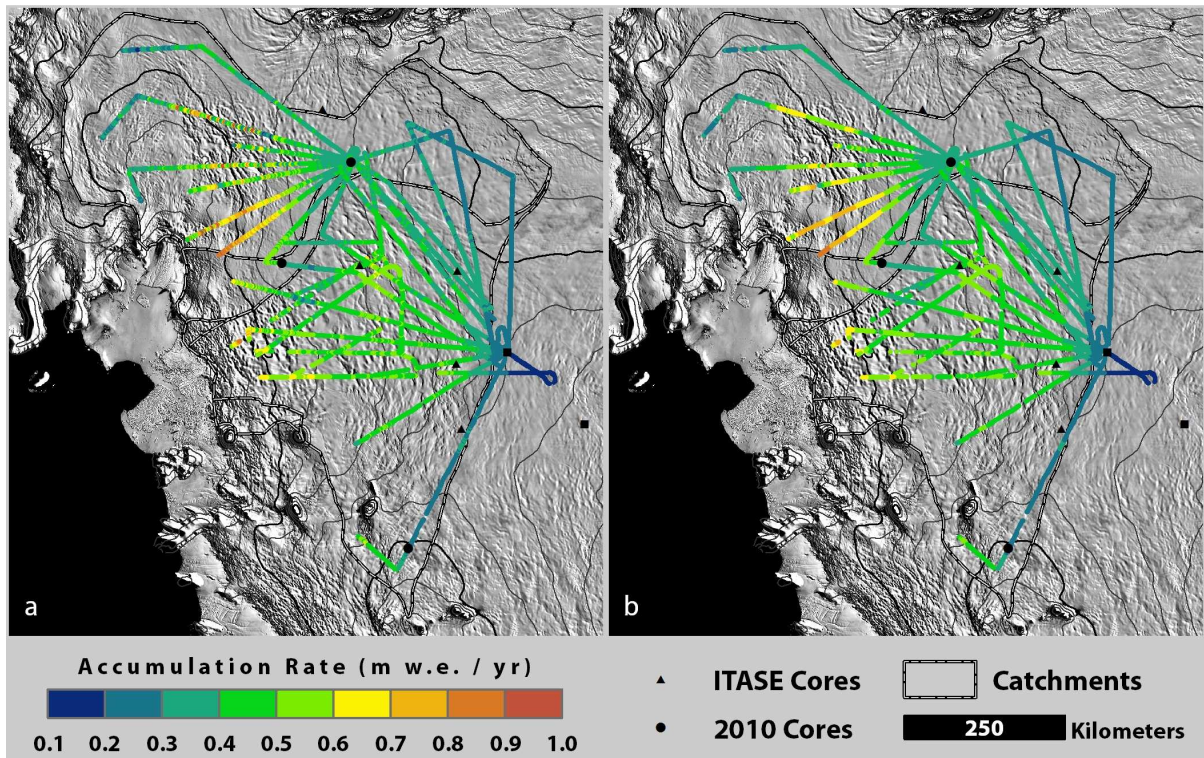 a
b
Accumulation Rate (m w.e. / yr)
0.1 0.2 0.3 0.4 0.5 0.6 0.7 0.8 0.9 1.0
ITASE Cores
Catchments
2010 Cores
250 Kilometers